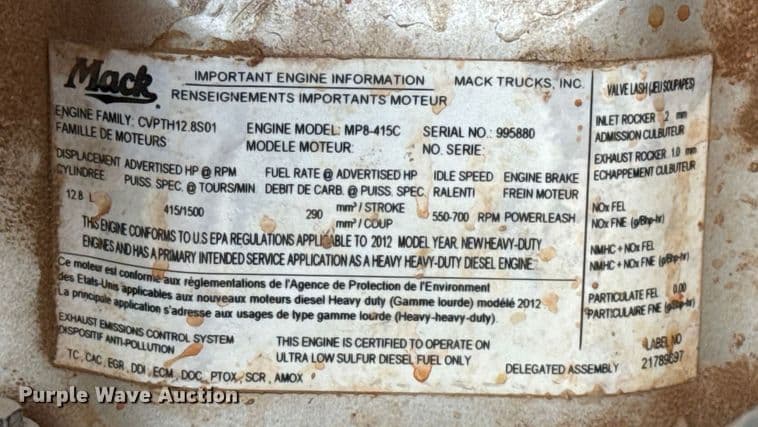 Mack
IMPORTANT ENGINE INFORMATION
MACK TRUCKS, INC.
RENSEIGNEMENTS IMPORTANTS MOTEUR
ENGINE FAMILY: CVPTH12.8S01
FAMILLE DE MOTEURS
ENGINE MODEL: MP8-415C
MODELE MOTEUR:
SERIAL NO.: 995880
NO. SERIE:
DISPLACEMENT
CYLINDREE
12.8 L
ADVERTISED HP @ RPM
PUISS. SPEC. @ TOURS/MIN
415/1500
FUEL RATE @ ADVERTISED HP
DEBIT DE CARB. @ PUISS. SPEC.
290 mm³ / STROKE
mm³ / COUP
IDLE SPEED
RALENTI
550-700 RPM
ENGINE BRAKE
FREIN MOTEUR
POWERLEASH
THIS ENGINE CONFORMS TO U.S EPA REGULATIONS APPLICABLE TO 2012 MODEL YEAR NEW HEAVY-DUTY
ENGINES AND HAS A PRIMARY INTENDED SERVICE APPLICATION AS A HEAVY HEAVY-DUTY DIESEL ENGINE.
Ce moteur est conforme aux réglementations de l'Agence de Protection de l'Environment
des Etats-Unis applicables aux nouveaux moteurs diesel Heavy duty (Gamme lourde) modélé 2012
La principale application s'adresse aux usages de type gamme lourde (Heavy-heavy-duty).
EXHAUST EMISSIONS CONTROL SYSTEM
DISPOSITIF ANTI-POLLUTION
TC, CAC, EGR, DDI, ECM, DOC, PTOX, SCR, AMOX
THIS ENGINE IS CERTIFIED TO OPERATE ON
ULTRA LOW SULFUR DIESEL FUEL ONLY
DELEGATED ASSEMBLY
VALVE LASH (JEU SOUPAPES)
INLET ROCKER .2 mm
ADMISSION CULBUTEUR
EXHAUST ROCKER 1.0 mm
ECHAPPEMENT CULBUTEUR
NOx FEL
NOx FNE (g/Bhp-hr)
NMHC + NOx FEL
NMHC + NOx FNE (g/Bhp-hr)
PARTICULATE FEL 0.00
PARTICULAIRE FNE (g/Bhp-hr)
LABEL NO
21789697
Purple Wave Auction